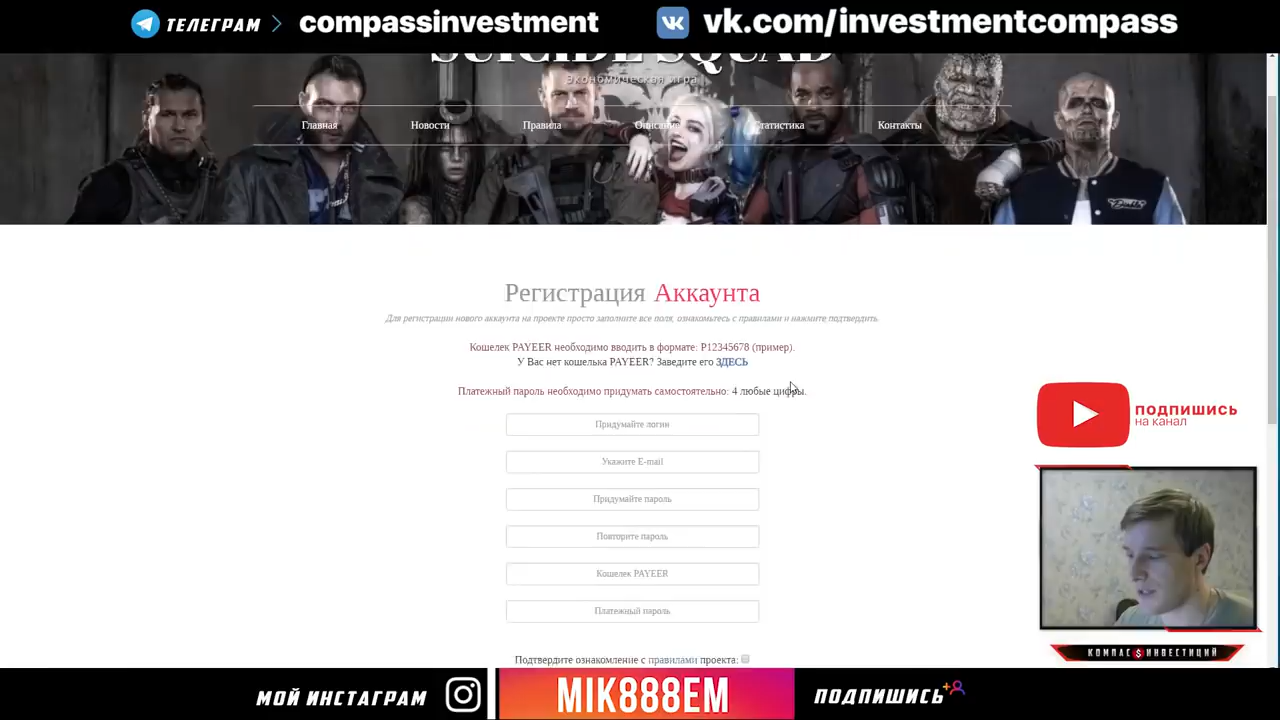 ТЕЛЕГРАМ
compassinvestment
vk.com/investmentcompass
SUICIDE SQUAD
Экономическая игра
Главная
Новости
Правила
Описание
Статистика
Контакты
Регистрация Аккаунта
Для регистрации нового аккаунта на проекте просто заполните все поля, ознакомьтесь с правилами и нажмите подтвердить.
Кошелек PAYEER необходимо вводить в формате: P12345678 (пример).
У Вас нет кошелька PAYEER? Заведите его ЗДЕСЬ
Платежный пароль необходимо придумать самостоятельно: 4 любые цифры.
Придумайте логин
Укажите E-mail
Придумайте пароль
Повторите пароль
Кошелек PAYEER
Платежный пароль
Подтвердите ознакомление с правилами проекта:
подпишись
на канал
КОМПАС $ ИНВЕСТИЦИЙ
МОЙ ИНСТАГРАМ
MIK888EM
ПОДПИШИСЬ